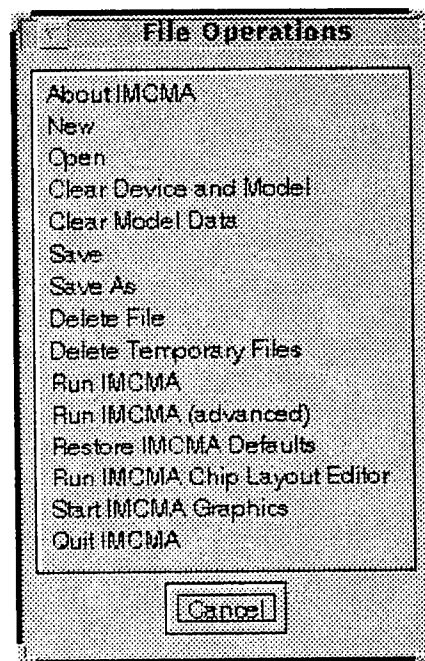 File Operations
About IMCMA
New
Open
Clear Device and Model
Clear Model Data
Save
Save As
Delete File
Delete Temporary Files
Run IMCMA
Run IMCMA (advanced)
Restore IMCMA Defaults
Run IMCMA Chip Layout Editor
Start IMCMA Graphics
Quit IMCMA
Cancel